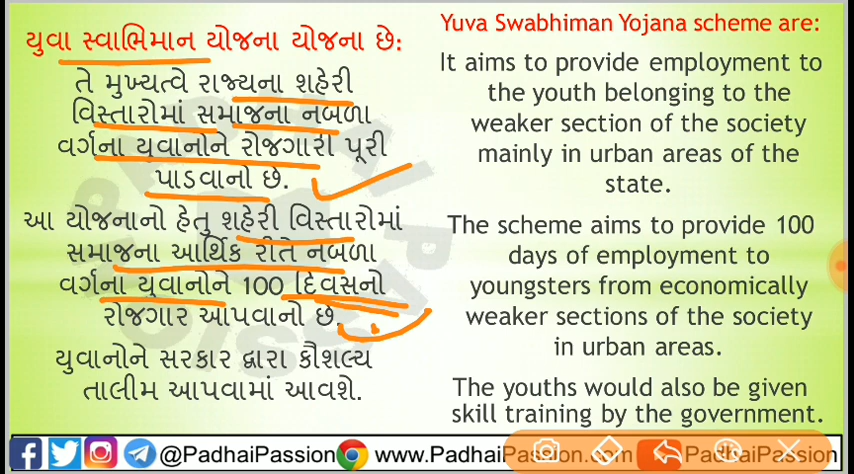 યુવા સ્વાભિમાન યોજના યોજના છે:
તે મુખ્યત્વે રાજ્યના શહેરી
વિસ્તારોમાં સમાજના નબળા
વર્ગના યુવાનોને રોજગારી પૂરી
પાડવાનો છે.
આ યોજનાનો હેતુ શહેરી વિસ્તારોમાં
સમાજના આર્થિક રીતે નબળા
વર્ગના યુવાનોને 100 દિવસનો
રોજગાર આપવાનો છે.
યુવાનોને સરકાર દ્વારા કૌશલ્ય
તાલીમ આપવામાં આવશે.
Yuva Swabhiman Yojana scheme are:
It aims to provide employment to
the youth belonging to the
weaker section of the society
mainly in urban areas of the
state.
The scheme aims to provide 100
days of employment to
youngsters from economically
weaker sections of the society
in urban areas.
The youths would also be given
skill training by the government.
@PadhaiPassion www.PadhaiPassion.com PadhaiPassion